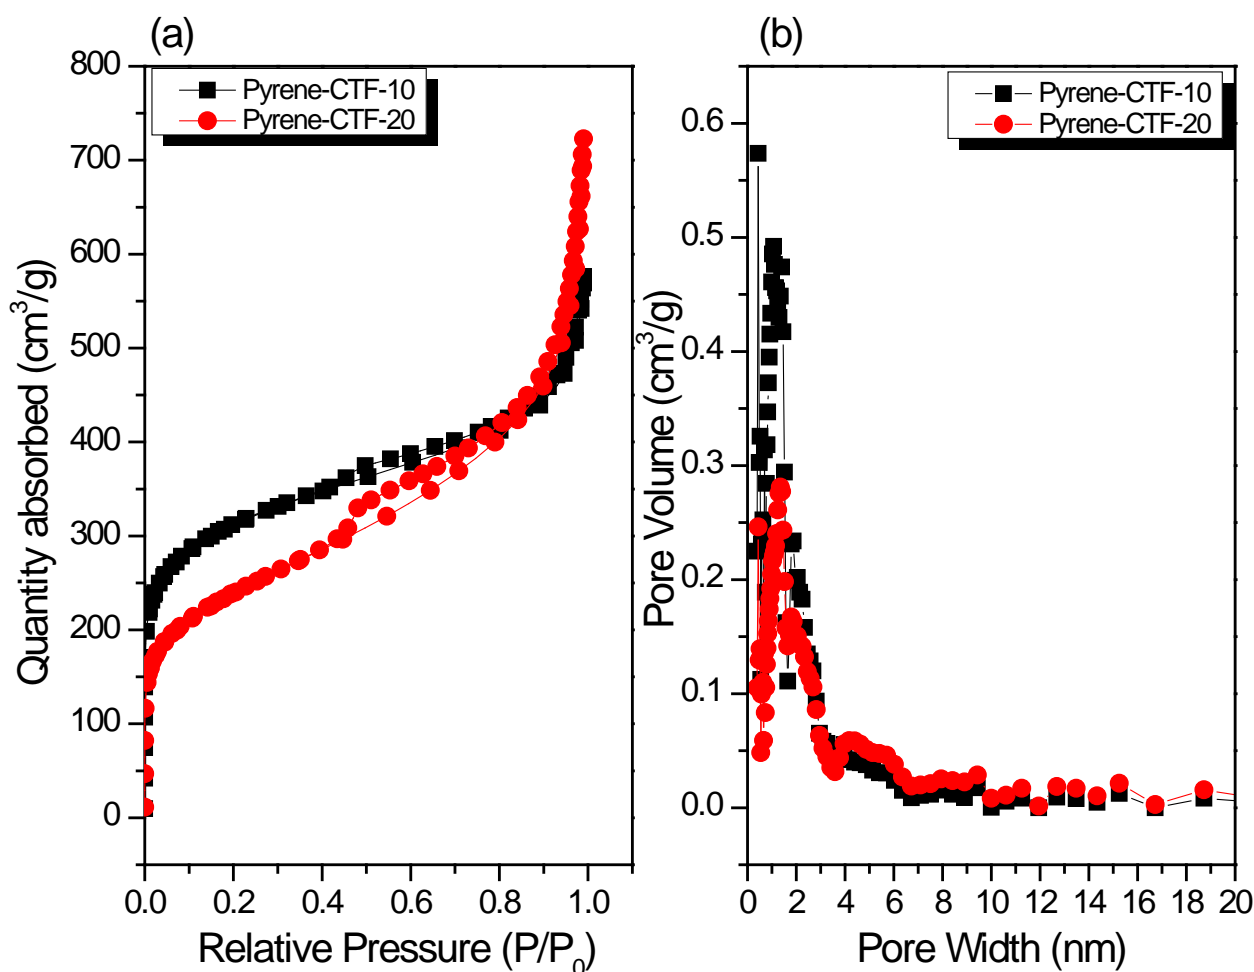 (a)
Pyrene-CTF-10
Pyrene-CTF-20
800
700
600
500
400
300
200
100
0
Quantity absorbed (cm³/g)
0.0 0.2 0.4 0.6 0.8 1.0
Relative Pressure (P/P₀)
(b)
Pyrene-CTF-10
Pyrene-CTF-20
0.6
0.5
0.4
0.3
0.2
0.1
0.0
Pore Volume (cm³/g)
0 2 4 6 8 10 12 14 16 18 20
Pore Width (nm)